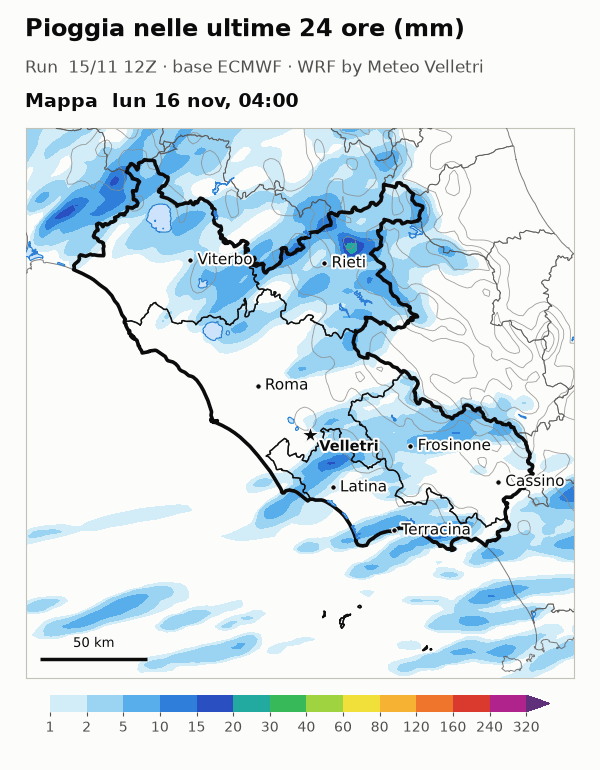 Pioggia nelle ultime 24 ore (mm)
Run  15/11 12Z · base ECMWF · WRF by Meteo Velletri
Mappa  lun 16 nov, 04:00
Viterbo
Rieti
Roma
Velletri
Frosinone
Latina
Cassino
Terracina
50 km
1 2 5 10 15 20 30 40 60 80 120 160 240 320